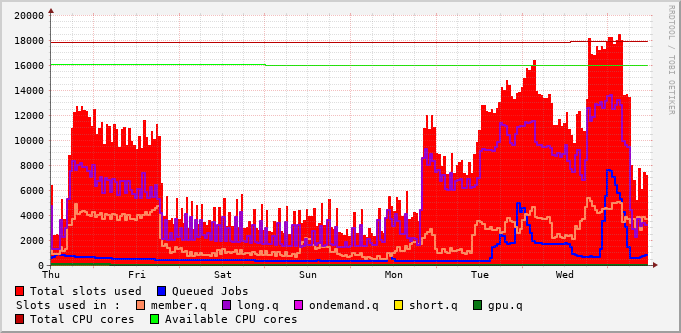 20000
18000
16000
14000
12000
10000
8000
6000
4000
2000
0
Thu Fri Sat Sun Mon Tue Wed
RRDTOOL / TOBI OETIKER
Total slots used Queued Jobs
Slots used in : member.q long.q ondemand.q short.q gpu.q
Total CPU cores Available CPU cores